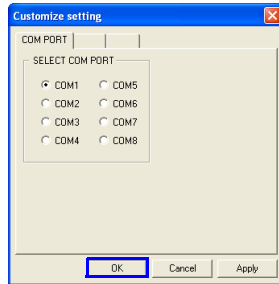 Customize setting
COM PORT
SELECT COM PORT
COM1 COM5
COM2 COM6
COM3 COM7
COM4 COM8
OK Cancel Apply